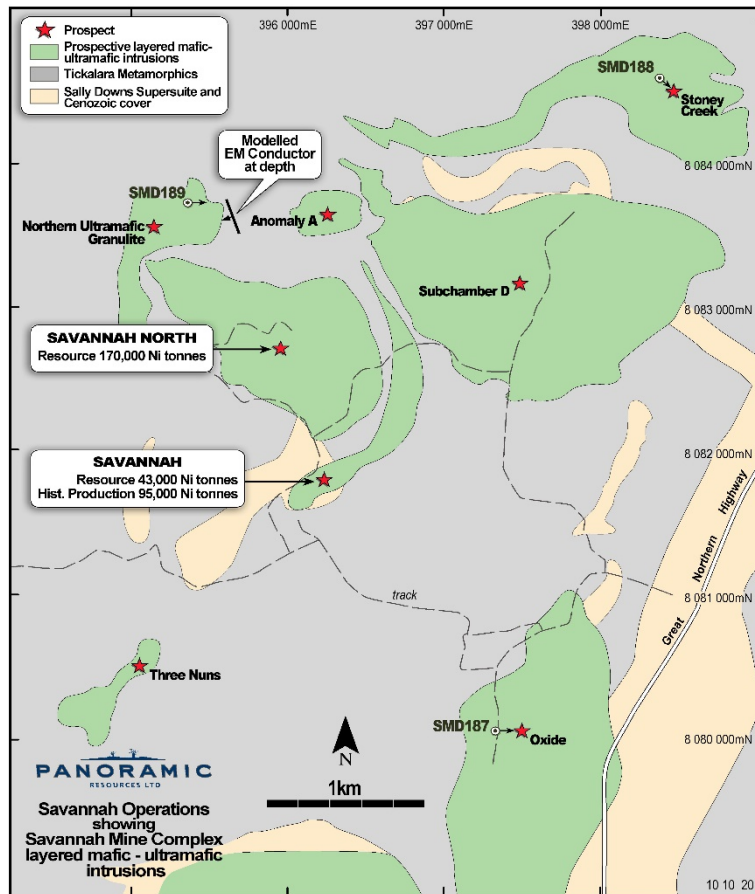 396 000mE
397 000mE
398 000mE
Prospect
Prospective layered mafic-
ultramafic intrusions
Tickalara Metamorphics
Sally Downs Supersuite and
Cenozoic cover
SMD188
Stoney
Creek
Modelled
EM Conductor
at depth
8 084 000mN
SMD189
Northern Ultramafic
Granulite
Anomaly A
Subchamber D
8 083 000mN
SAVANNAH NORTH
Resource 170,000 Ni tonnes
8 082 000mN
SAVANNAH
Resource 43,000 Ni tonnes
Hist. Production 95,000 Ni tonnes
Great Northern Highway
track
8 081 000mN
Three Nuns
SMD187
Oxide
8 080 000mN
N
1km
PANORAMIC
RESOURCES LTD
Savannah Operations
showing
Savannah Mine Complex
layered mafic - ultramafic
intrusions
10 10 20